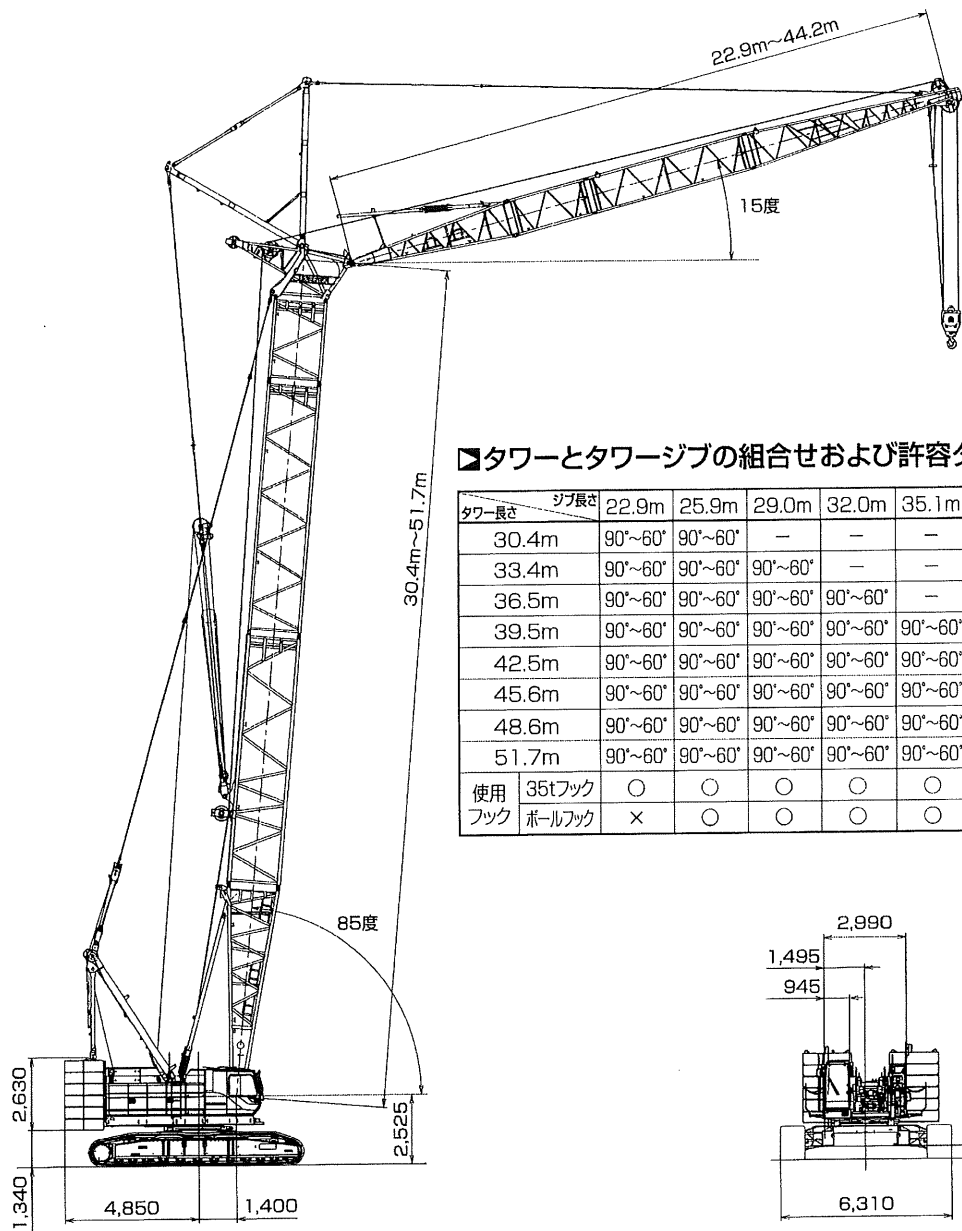 22.9m～44.2m
15度
30.4m～51.7m
▶タワーとタワージブの組合せおよび許容
タワー長さ ジブ長さ 22.9m 25.9m 29.0m 32.0m 35.1m
30.4m 90°~60° 90°~60° － － －
33.4m 90°~60° 90°~60° 90°~60° － －
36.5m 90°~60° 90°~60° 90°~60° 90°~60° －
39.5m 90°~60° 90°~60° 90°~60° 90°~60° 90°~60°
42.5m 90°~60° 90°~60° 90°~60° 90°~60° 90°~60°
45.6m 90°~60° 90°~60° 90°~60° 90°~60° 90°~60°
48.6m 90°~60° 90°~60° 90°~60° 90°~60° 90°~60°
51.7m 90°~60° 90°~60° 90°~60° 90°~60° 90°~60°
使用フック 35tフック ○ ○ ○ ○ ○
ボールフック × ○ ○ ○ ○
85度
2,630
2,525
1,340
4,850
1,400
2,990
1,495
945
6,310